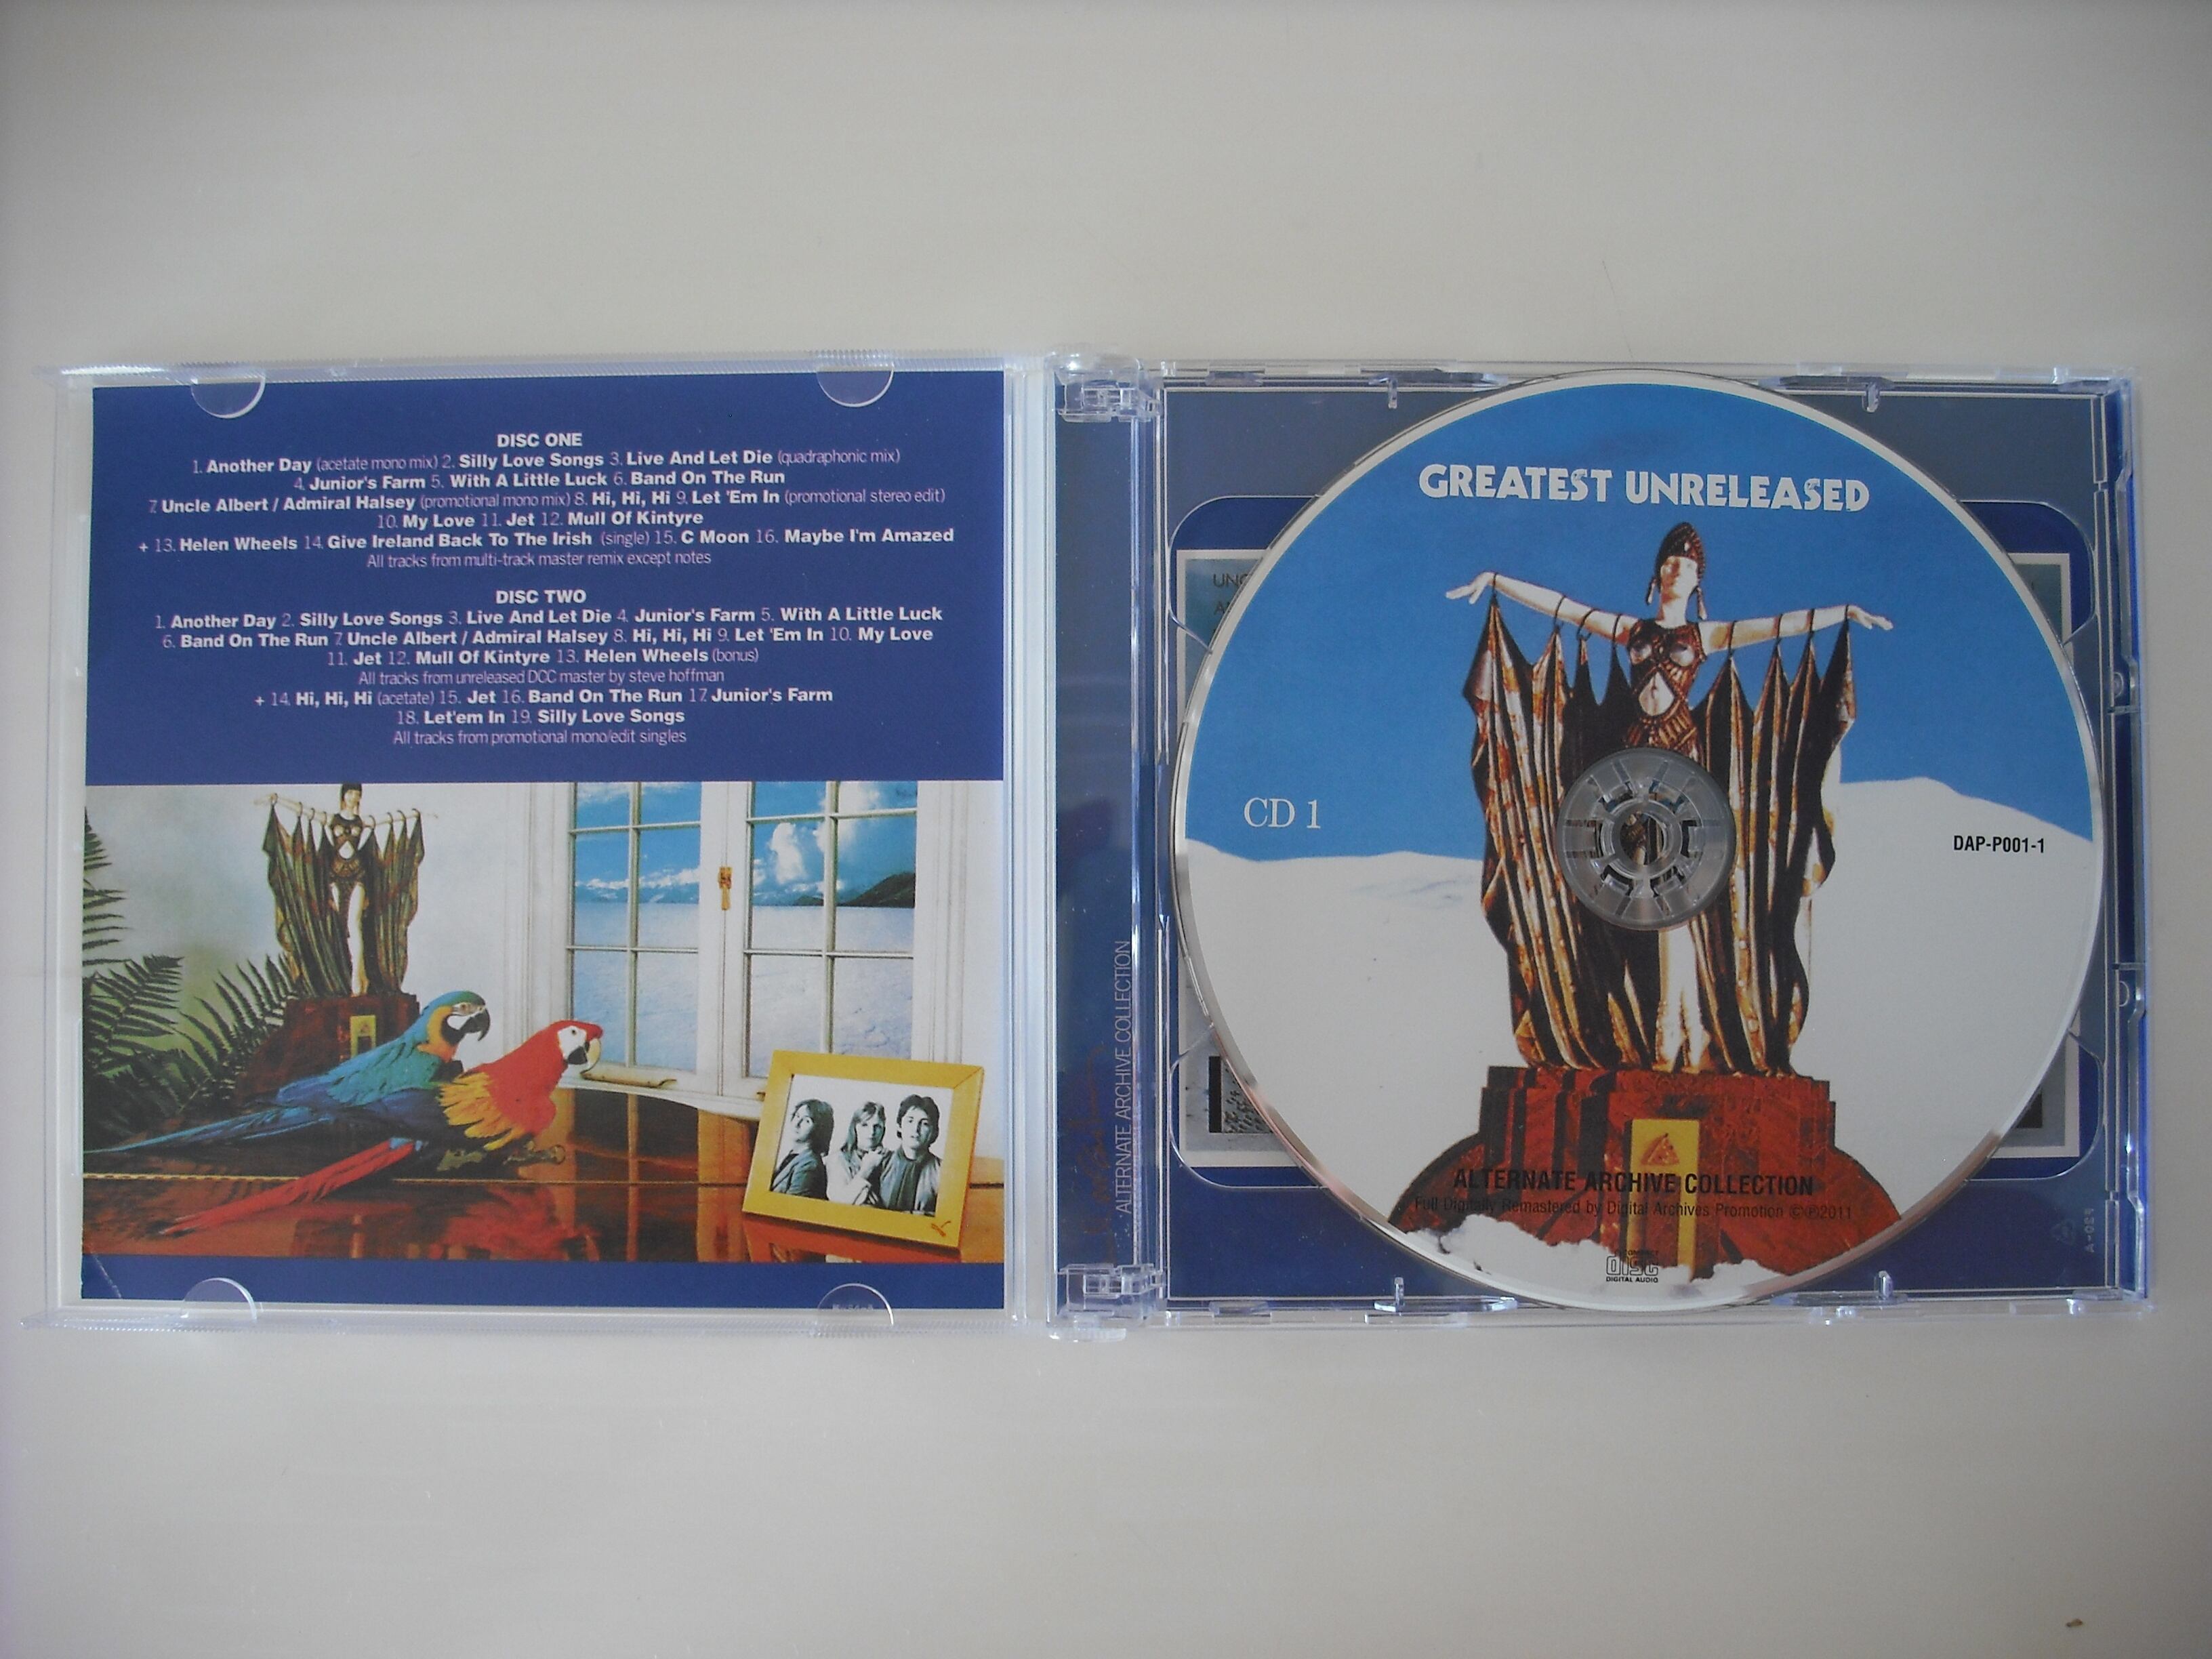 DISC ONE
1. Another Day (acetate mono mix) 2. Silly Love Songs 3. Live And Let Die (quadraphonic mix)
4. Junior's Farm 5. With A Little Luck 6. Band On The Run
7. Uncle Albert / Admiral Halsey (promotional mono mix) 8. Hi, Hi, Hi 9. Let 'Em In (promotional stereo edit)
10. My Love 11. Jet 12. Mull Of Kintyre
+ 13. Helen Wheels 14. Give Ireland Back To The Irish (single) 15. C Moon 16. Maybe I'm Amazed
All tracks from multi-track master remix except notes
DISC TWO
1. Another Day 2. Silly Love Songs 3. Live And Let Die 4. Junior's Farm 5. With A Little Luck
6. Band On The Run 7. Uncle Albert / Admiral Halsey 8. Hi, Hi, Hi 9. Let 'Em In 10. My Love
11. Jet 12. Mull Of Kintyre 13. Helen Wheels (bonus)
All tracks from unreleased DCC master by steve hoffman
+ 14. Hi, Hi, Hi (acetate) 15. Jet 16. Band On The Run 17. Junior's Farm
18. Let'em In 19. Silly Love Songs
All tracks from promotional mono/edit singles
ALTERNATE ARCHIVE COLLECTION
GREATEST UNRELEASED
CD 1
DAP-P001-1
ALTERNATE ARCHIVE COLLECTION
Full Digitally Remastered by Digital Archives Promotion ©℗2011
COMPACT
disc
DIGITAL AUDIO